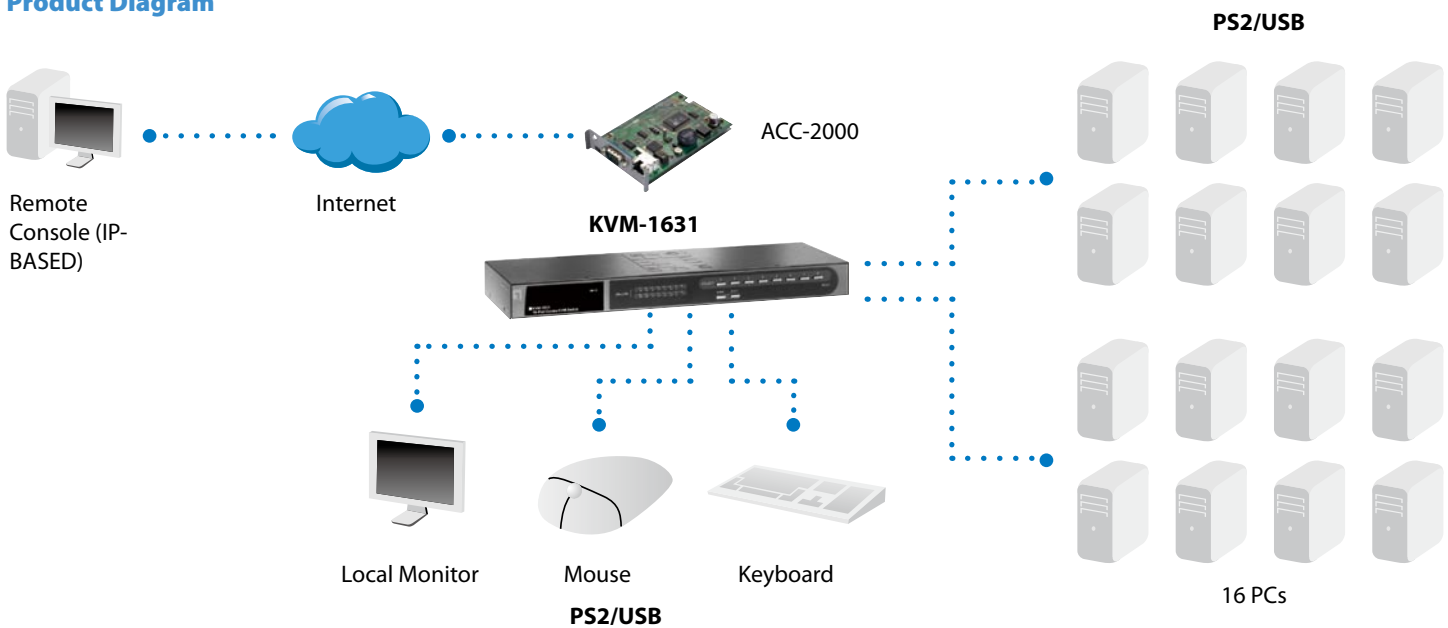 Product Diagram
PS2/USB
ACC-2000
Remote
Console (IP-
BASED)
Internet
KVM-1631
Local Monitor
Mouse
Keyboard
PS2/USB
16 PCs